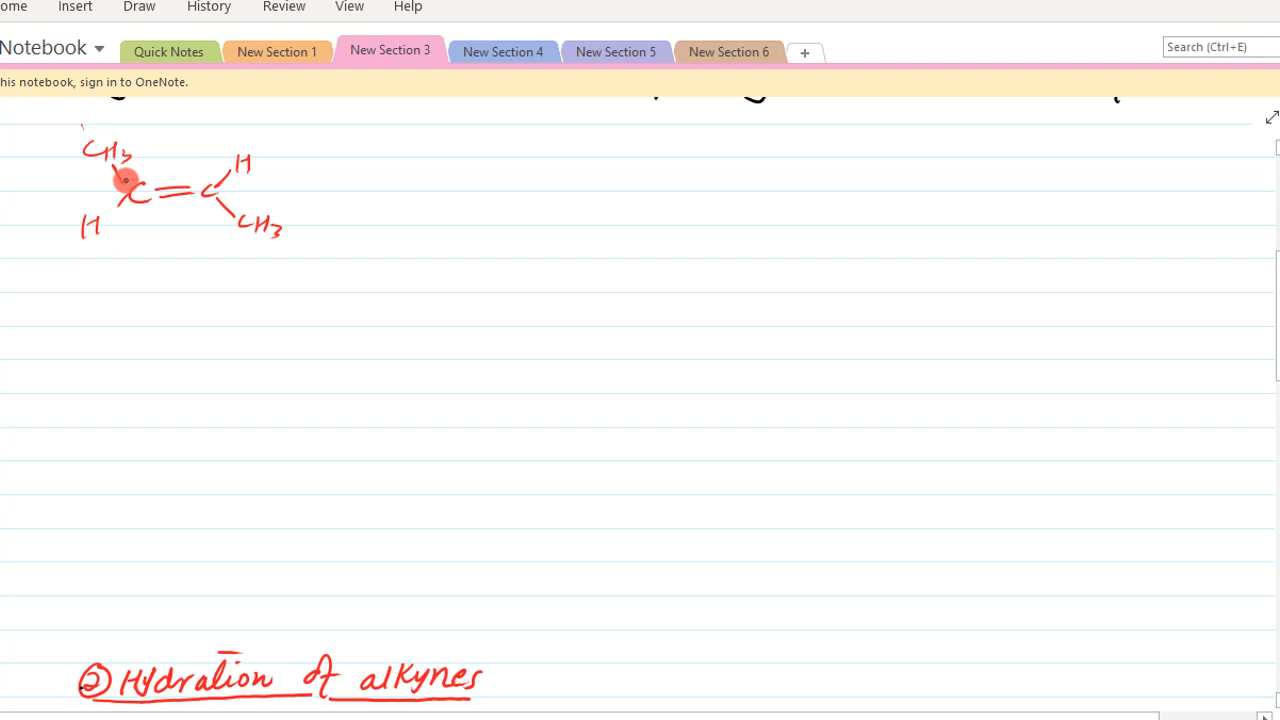 ome Insert Draw History Review View Help
Notebook Quick Notes New Section 1 New Section 3 New Section 4 New Section 5 New Section 6 + Search (Ctrl+E)
his notebook, sign in to OneNote.
CH3 H
C=C
H CH3
② Hydration of alkynes